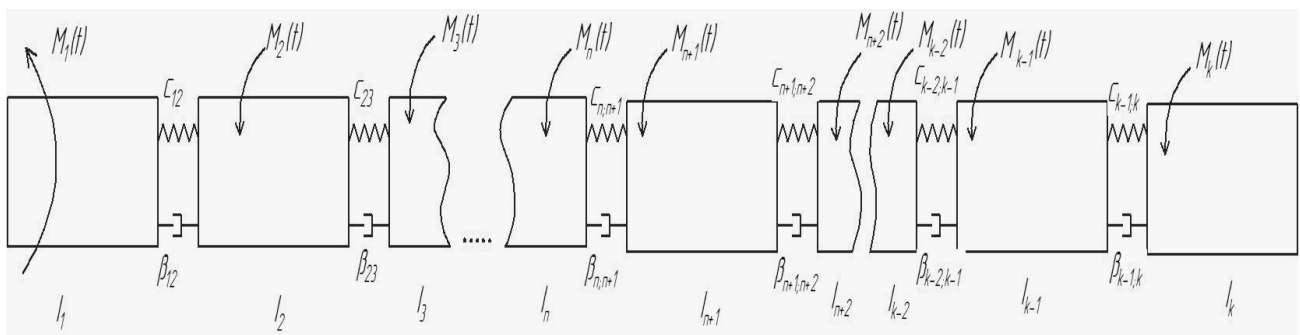 M1(t) M2(t) M3(t) Mn(t) Mn+1(t) Mn+2(t) Mk-2(t) Mk-1(t) Mk(t)
C12 C23 Cn;n+1 Cn+1;n+2 Ck-2;k-1 Ck-1;k
.....
β12 β23 βn;n+1 βn+1;n+2 βk-2;k-1 βk-1;k
I1 I2 I3 In In+1 In+2 Ik-2 Ik-1 Ik